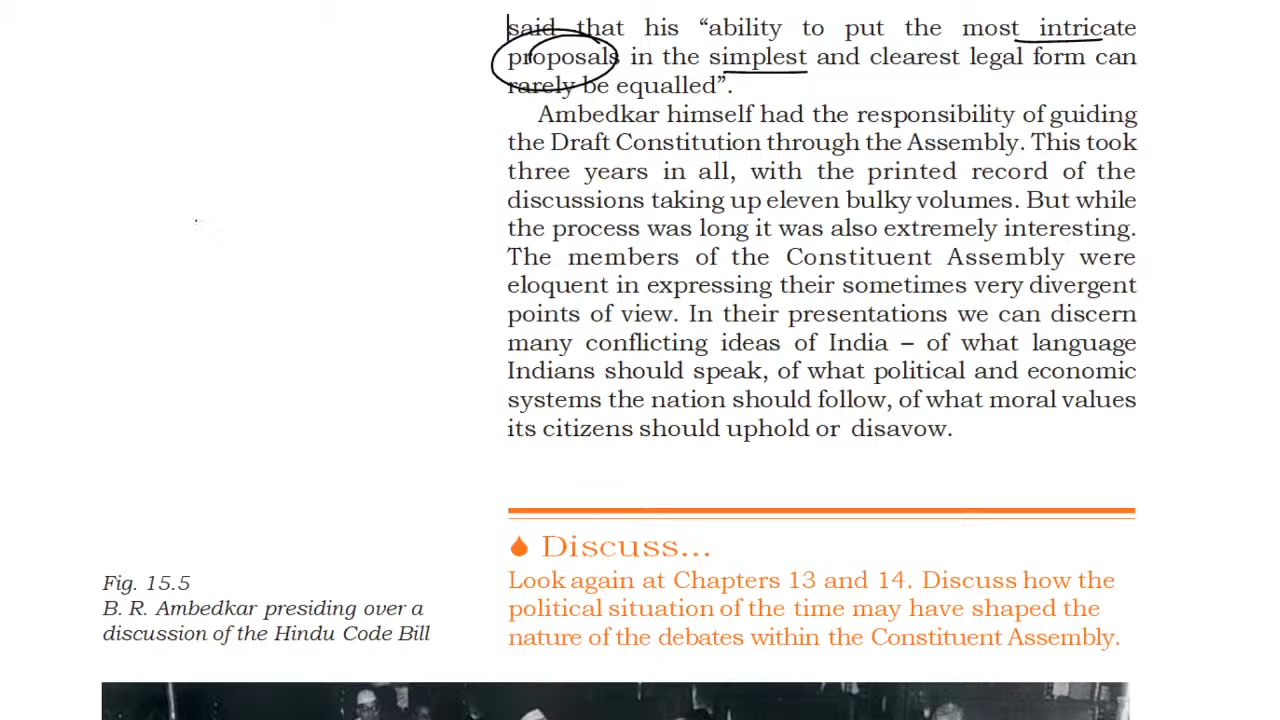 said that his “ability to put the most intricate
proposals in the simplest and clearest legal form can
rarely be equalled”.
Ambedkar himself had the responsibility of guiding
the Draft Constitution through the Assembly. This took
three years in all, with the printed record of the
discussions taking up eleven bulky volumes. But while
the process was long it was also extremely interesting.
The members of the Constituent Assembly were
eloquent in expressing their sometimes very divergent
points of view. In their presentations we can discern
many conflicting ideas of India – of what language
Indians should speak, of what political and economic
systems the nation should follow, of what moral values
its citizens should uphold or disavow.
Discuss...
Look again at Chapters 13 and 14. Discuss how the
political situation of the time may have shaped the
nature of the debates within the Constituent Assembly.
Fig. 15.5
B. R. Ambedkar presiding over a
discussion of the Hindu Code Bill